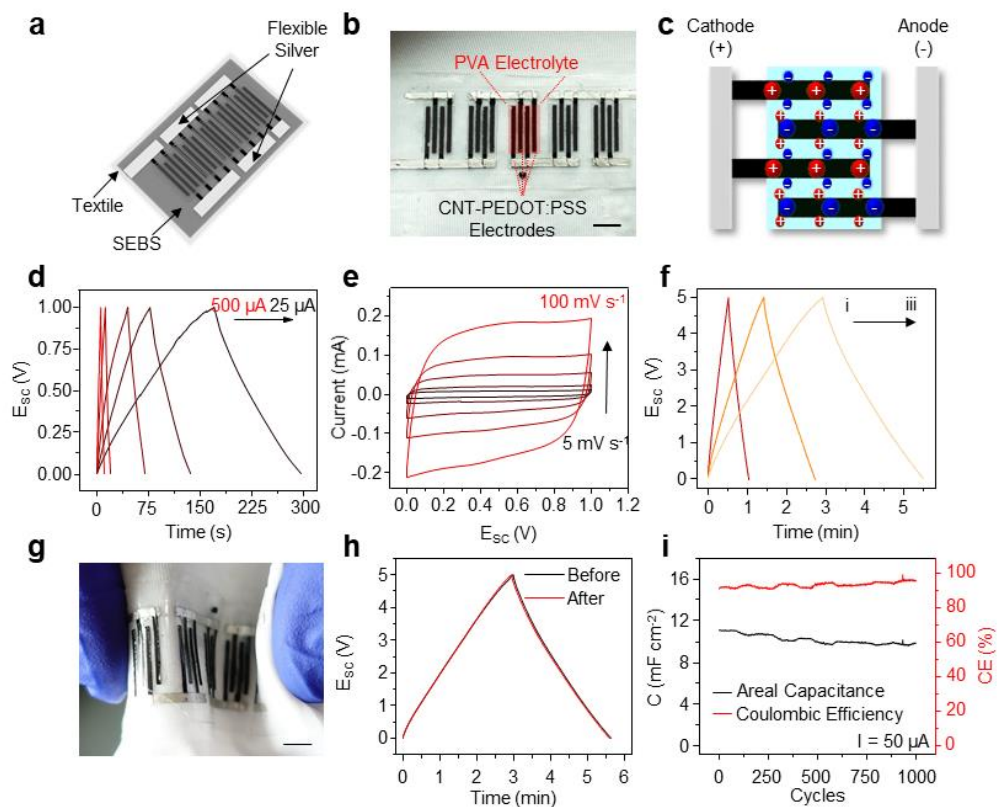 a
Flexible
Silver
Textile
SEBS
b
PVA Electrolyte
CNT-PEDOT:PSS
Electrodes
c
Cathode
(+)
Anode
(-)
+ + +
- - -
+ + +
- - -
d
500 µA 25 µA
1.00
0.75
0.50
0.25
0.00
E_SC (V)
0 75 150 225 300
Time (s)
e
100 mV s⁻¹
5 mV s⁻¹
0.2
0.1
0.0
-0.1
-0.2
Current (mA)
0.0 0.2 0.4 0.6 0.8 1.0 1.2
E_SC (V)
f
i iii
5
4
3
2
1
0
E_SC (V)
0 1 2 3 4 5
Time (min)
g
h
Before
After
5
4
3
2
1
0
E_SC (V)
0 1 2 3 4 5 6
Time (min)
i
16
12
8
4
0
C (mF cm⁻²)
100
80
60
40
20
0
CE (%)
Areal Capacitance
Coulombic Efficiency
I = 50 µA
0 250 500 750 1000
Cycles